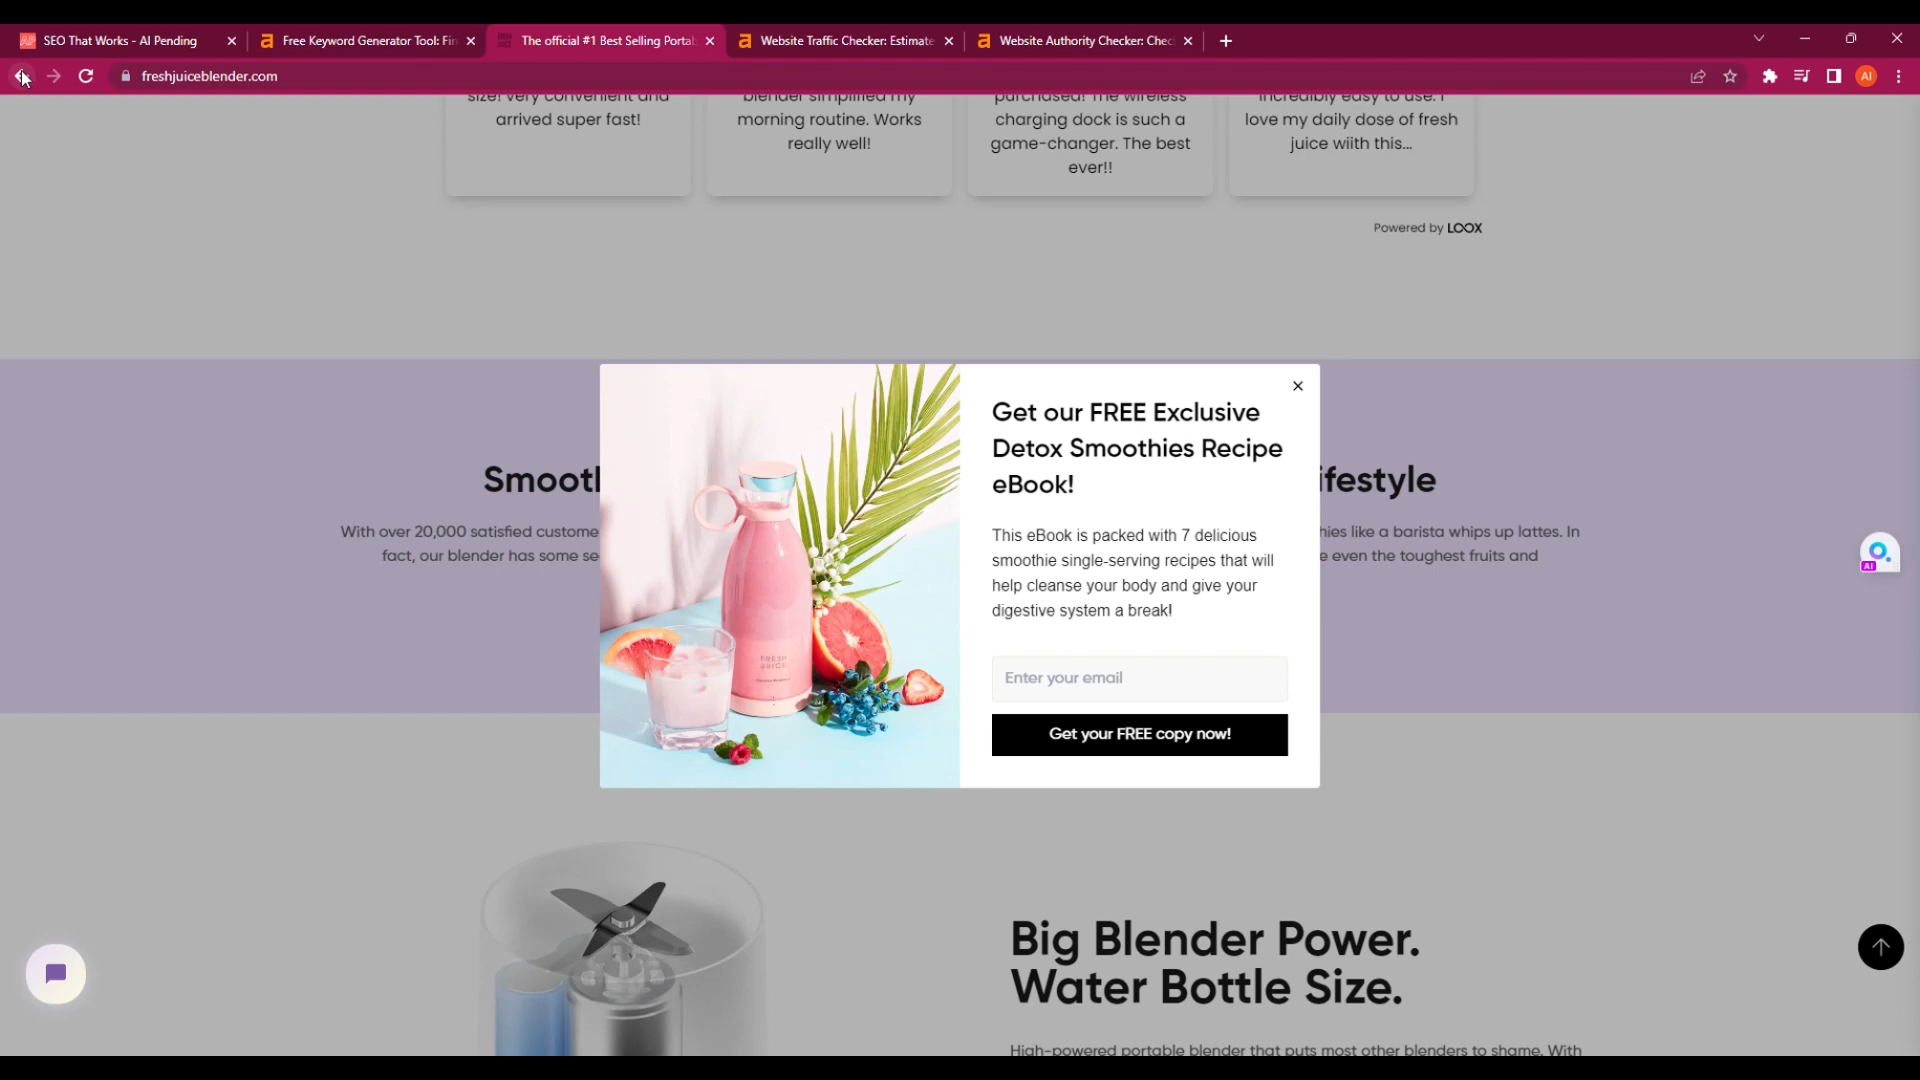 SEO That Works - AI Pending
Free Keyword Generator Tool: Fin
The official #1 Best Selling Porta
Website Traffic Checker: Estimate
Website Authority Checker: Chec
freshjuiceblender.com
AI
size! very convenient and
arrived super fast!
blender simplified my
morning routine. Works
really well!
purchased! The wireless
charging dock is such a
game-changer. The best
ever!!
incredibly easy to use. I
love my daily dose of fresh
juice wiith this...
Powered by LOOX
Smooth
ifestyle
With over 20,000 satisfied custome
hies like a barista whips up lattes. In
fact, our blender has some se
e even the toughest fruits and
FRESH
JUICE
Get our FREE Exclusive
Detox Smoothies Recipe
eBook!
This eBook is packed with 7 delicious
smoothie single-serving recipes that will
help cleanse your body and give your
digestive system a break!
Enter your email
Get your FREE copy now!
AI
Big Blender Power.
Water Bottle Size.
High-powered portable blender that puts most other blenders to shame. With